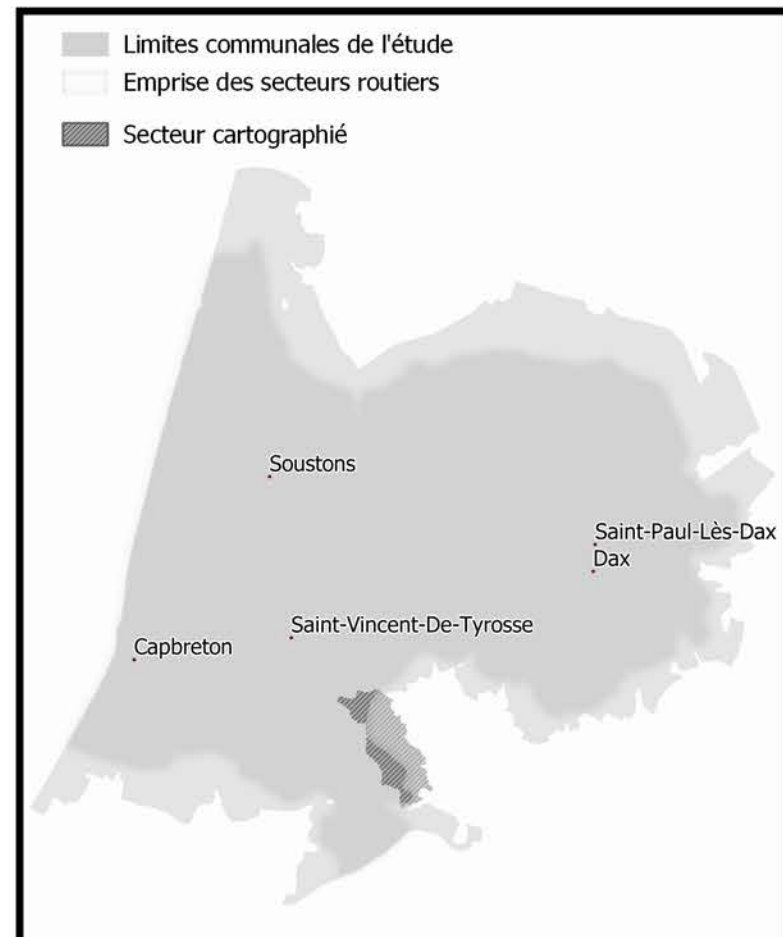 Limites communales de l'étude
Emprise des secteurs routiers
Secteur cartographié
Soustons
Saint-Paul-Lès-Dax
Dax
Saint-Vincent-De-Tyrosse
Capbreton